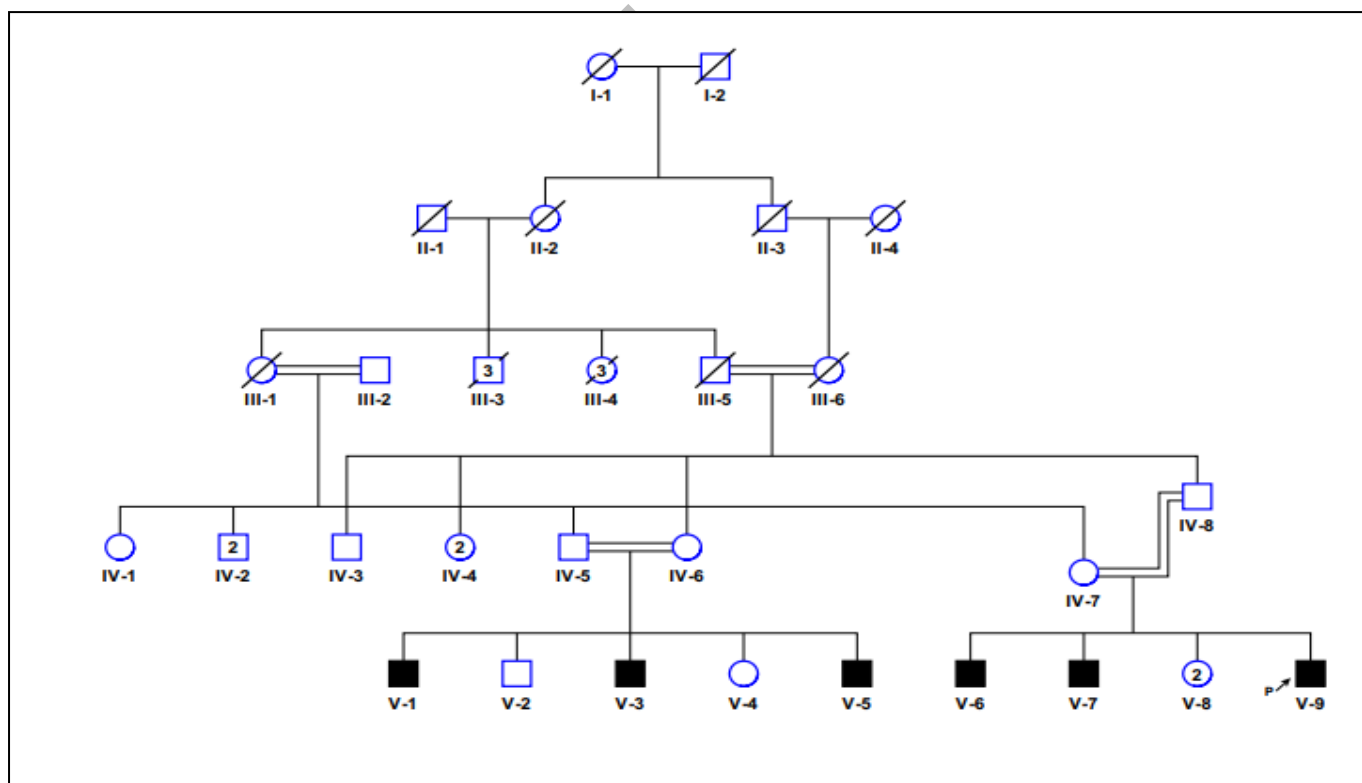 I-1 I-2
II-1 II-2 II-3 II-4
3 3
III-1 III-2 III-3 III-4 III-5 III-6
IV-8
2 2
IV-1 IV-2 IV-3 IV-4 IV-5 IV-6
IV-7
2
P
V-1 V-2 V-3 V-4 V-5 V-6 V-7 V-8 V-9